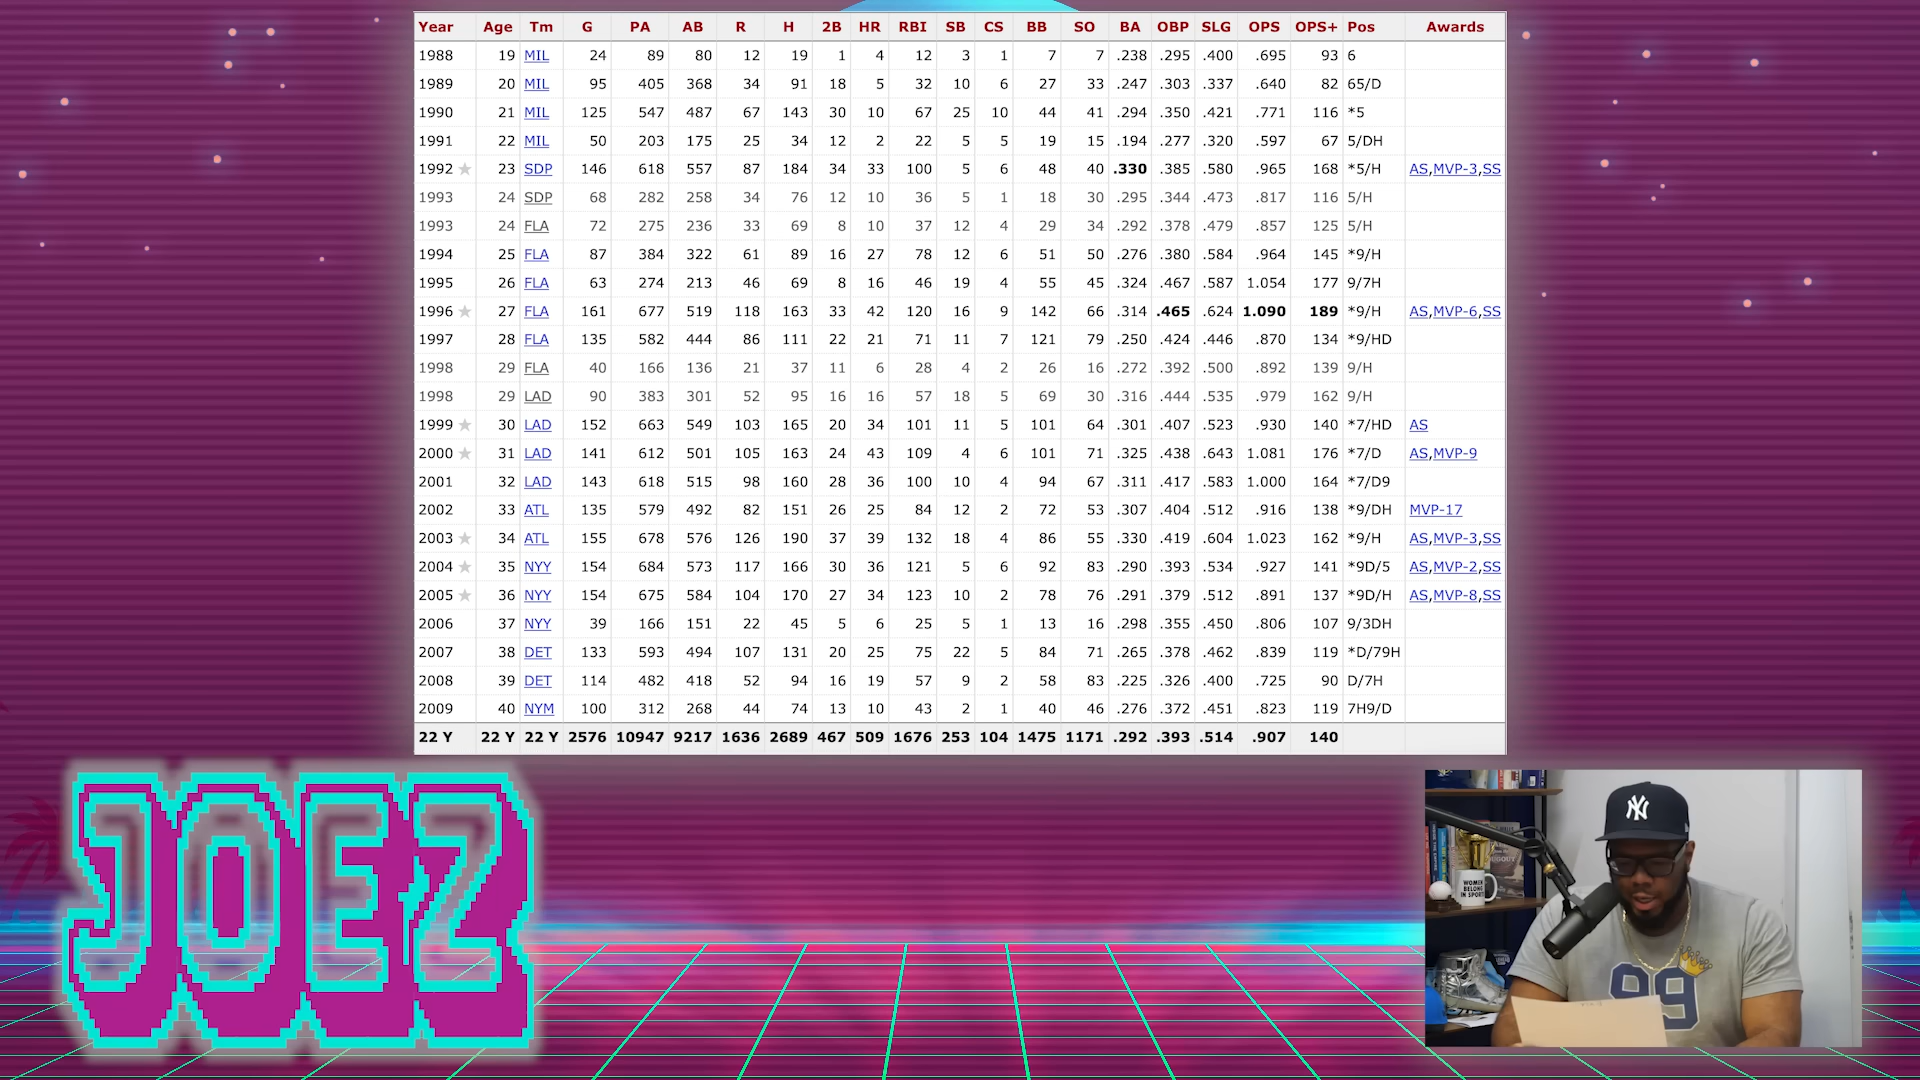 Year Age Tm G PA AB R H 2B HR RBI SB CS BB SO BA OBP SLG OPS OPS+ Pos Awards
1988 19 MIL 24 89 80 12 19 1 4 12 3 1 7 7 .238 .295 .400 .695 93 6
1989 20 MIL 95 405 368 34 91 18 5 32 10 6 27 33 .247 .303 .337 .640 82 65/D
1990 21 MIL 125 547 487 67 143 30 10 67 25 10 44 41 .294 .350 .421 .771 116 *5
1991 22 MIL 50 203 175 25 34 12 2 22 5 5 19 15 .194 .277 .320 .597 67 5/DH
1992 ★ 23 SDP 146 618 557 87 184 34 33 100 5 6 48 40 .330 .385 .580 .965 168 *5/H AS,MVP-3,SS
1993 24 SDP 68 282 258 34 76 12 10 36 5 1 18 30 .295 .344 .473 .817 116 5/H
1993 24 FLA 72 275 236 33 69 8 10 37 12 4 29 34 .292 .378 .479 .857 125 5/H
1994 25 FLA 87 384 322 61 89 16 27 78 12 6 51 50 .276 .380 .584 .964 145 *9/H
1995 26 FLA 63 274 213 46 69 8 16 46 19 4 55 45 .324 .467 .587 1.054 177 9/7H
1996 ★ 27 FLA 161 677 519 118 163 33 42 120 16 9 142 66 .314 .465 .624 1.090 189 *9/H AS,MVP-6,SS
1997 28 FLA 135 582 444 86 111 22 21 71 11 7 121 79 .250 .424 .446 .870 134 *9/HD
1998 29 FLA 40 166 136 21 37 11 6 28 4 2 26 16 .272 .392 .500 .892 139 9/H
1998 29 LAD 90 383 301 52 95 16 16 57 18 5 69 30 .316 .444 .535 .979 162 9/H
1999 ★ 30 LAD 152 663 549 103 165 20 34 101 11 5 101 64 .301 .407 .523 .930 140 *7/HD AS
2000 ★ 31 LAD 141 612 501 105 163 24 43 109 4 6 101 71 .325 .438 .643 1.081 176 *7/D AS,MVP-9
2001 32 LAD 143 618 515 98 160 28 36 100 10 4 94 67 .311 .417 .583 1.000 164 *7/D9
2002 33 ATL 135 579 492 82 151 26 25 84 12 2 72 53 .307 .404 .512 .916 138 *9/DH MVP-17
2003 ★ 34 ATL 155 678 576 126 190 37 39 132 18 4 86 55 .330 .419 .604 1.023 162 *9/H AS,MVP-3,SS
2004 ★ 35 NYY 154 684 573 117 166 30 36 121 5 6 92 83 .290 .393 .534 .927 141 *9D/5 AS,MVP-2,SS
2005 ★ 36 NYY 154 675 584 104 170 27 34 123 10 2 78 76 .291 .379 .512 .891 137 *9D/H AS,MVP-8,SS
2006 37 NYY 39 166 151 22 45 5 6 25 5 1 13 16 .298 .355 .450 .806 107 9/3DH
2007 38 DET 133 593 494 107 131 20 25 75 22 5 84 71 .265 .378 .462 .839 119 *D/79H
2008 39 DET 114 482 418 52 94 16 19 57 9 2 58 83 .225 .326 .400 .725 90 D/7H
2009 40 NYM 100 312 268 44 74 13 10 43 2 1 40 46 .276 .372 .451 .823 119 7H9/D
22 Y 22 Y 22 Y 2576 10947 9217 1636 2689 467 509 1676 253 104 1475 1171 .292 .393 .514 .907 140
JOEZ
NY
WOMEN
BELONG
IN SPORTS
99